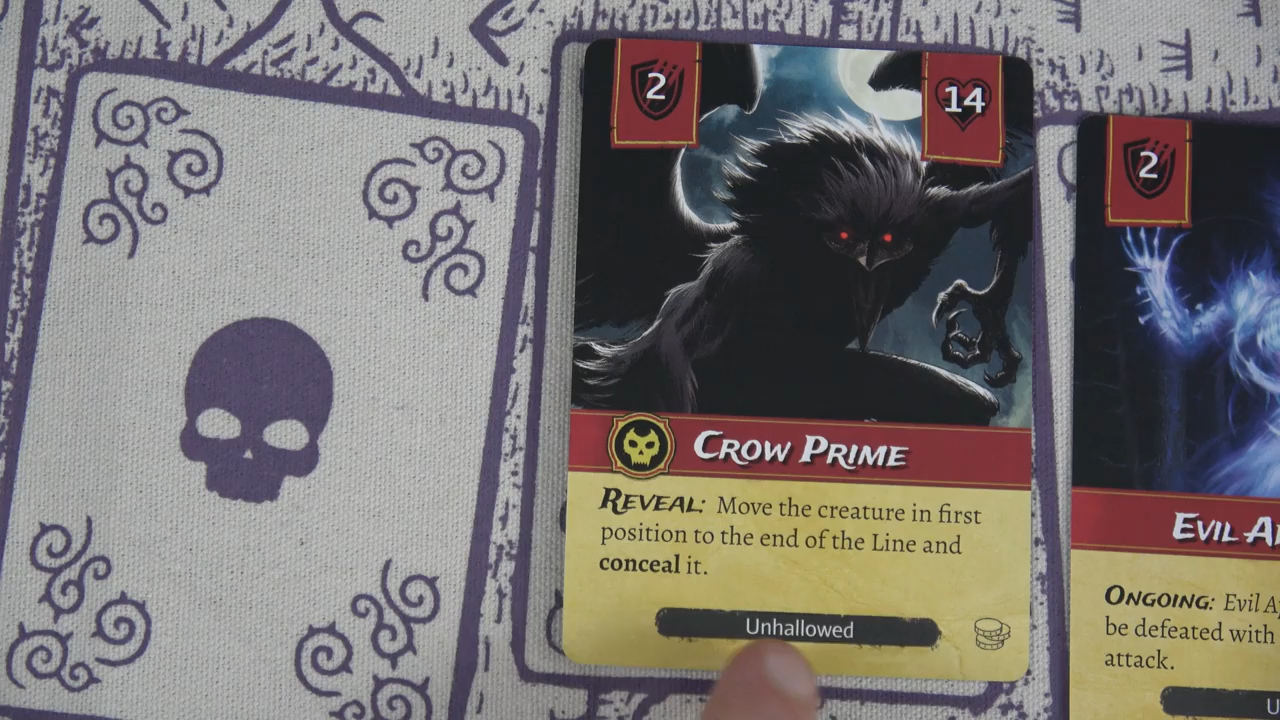 2
14
CROW PRIME
REVEAL: Move the creature in first
position to the end of the Line and
conceal it.
Unhallowed
2
EVIL
ONGOING: Evil
be defeated with
attack.